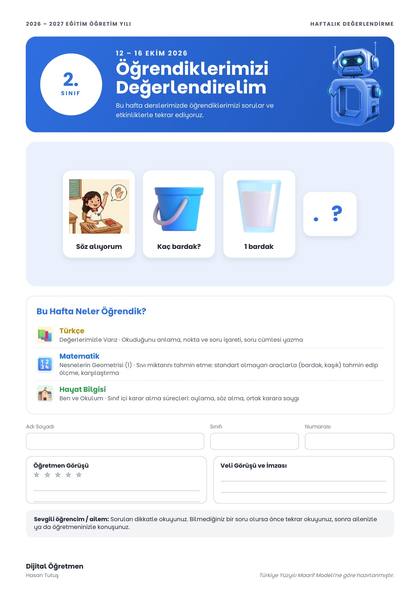 2026 – 2027 EĞİTİM ÖĞRETİM YILI
HAFTALIK DEĞERLENDİRME
2.
SINIF
12 – 16 EKİM 2026
Öğrendiklerimizi
Değerlendirelim
Bu hafta derslerimizde öğrendiklerimizi sorular ve
etkinliklerle tekrar ediyoruz.
Söz alıyorum
Kaç bardak?
1 bardak
. ?
Bu Hafta Neler Öğrendik?
Türkçe
Değerlerimizle Varız · Okuduğunu anlama, nokta ve soru işareti, soru cümlesi yazma
Matematik
Nesnelerin Geometrisi (1) · Sıvı miktarını tahmin etme: standart olmayan araçlarla (bardak, kaşık) tahmin edip
ölçme, karşılaştırma
Hayat Bilgisi
Ben ve Okulum · Sınıf içi karar alma süreçleri: oylama, söz alma, ortak karara saygı
Adı Soyadı
Sınıfı
Numarası
Öğretmen Görüşü
★ ★ ★ ★ ★
Veli Görüşü ve İmzası
Sevgili öğrencim / ailem: Soruları dikkatle okuyunuz. Bilmediğiniz bir soru olursa önce tekrar okuyunuz, sonra ailenizle
ya da öğretmeninizle konuşunuz.
Dijital Öğretmen
Hasan Tutuş
Türkiye Yüzyılı Maarif Modeli'ne göre hazırlanmıştır.